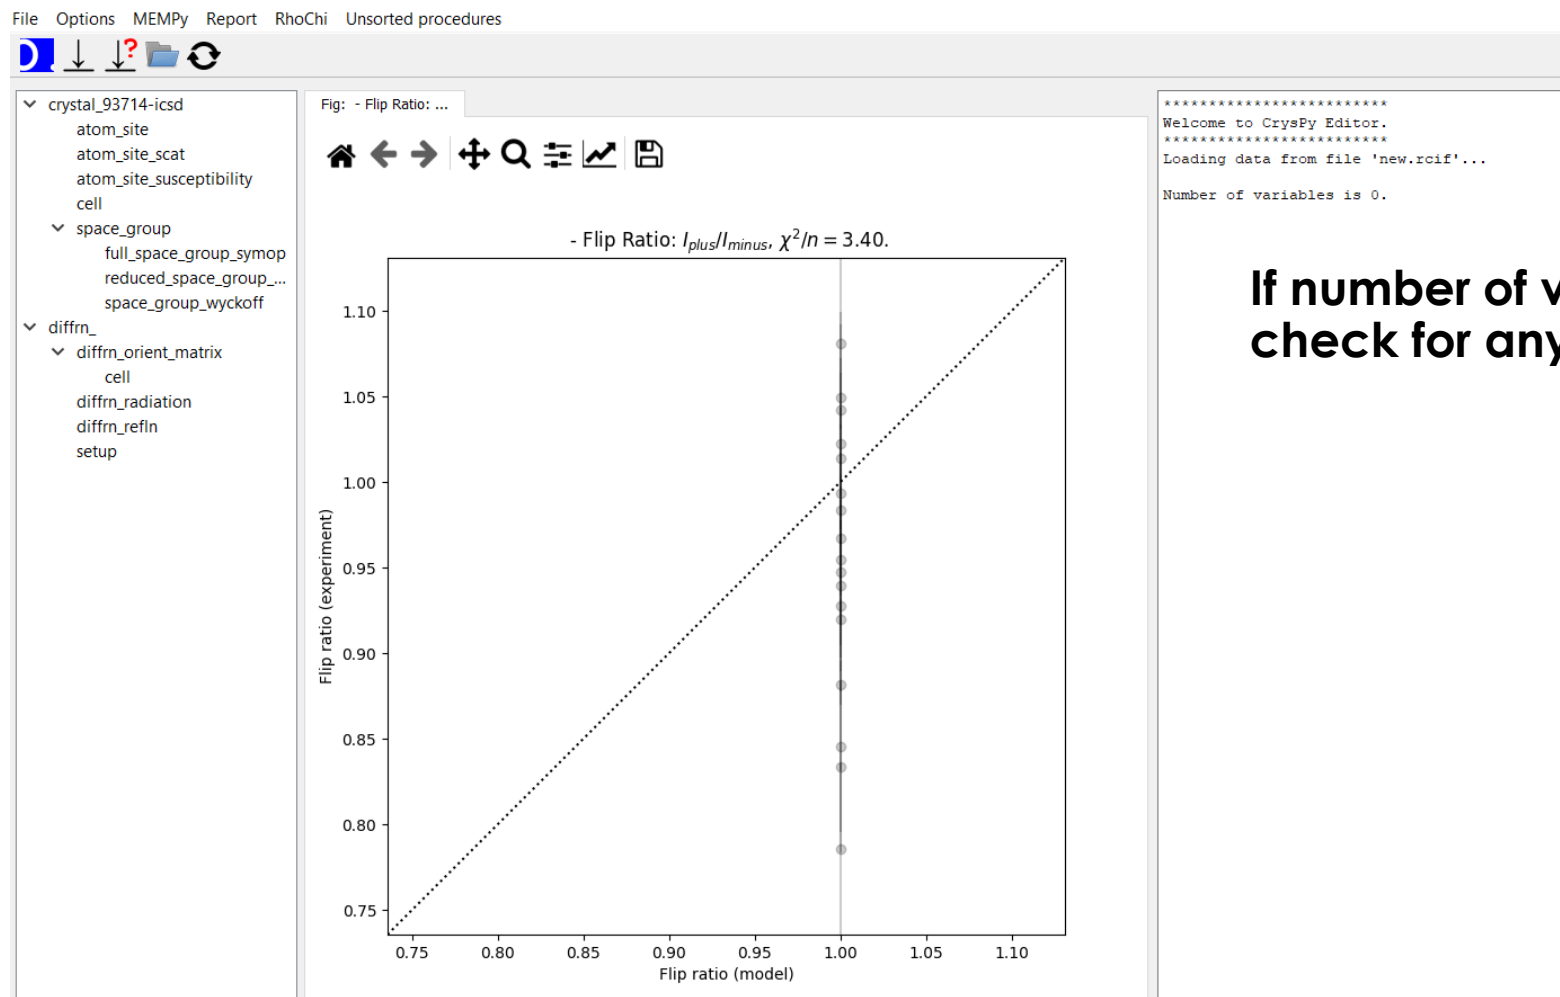 File Options MEMPy Report RhoChi Unsorted procedures
?
crystal_93714-icsd
atom_site
atom_site_scat
atom_site_susceptibility
cell
space_group
full_space_group_symop
reduced_space_group_...
space_group_wyckoff
diffrn_
diffrn_orient_matrix
cell
diffrn_radiation
diffrn_refln
setup
Fig: - Flip Ratio: ...
- Flip Ratio: I_plus/I_minus, χ²/n = 3.40.
Flip ratio (experiment)
1.10
1.05
1.00
0.95
0.90
0.85
0.80
0.75
0.75 0.80 0.85 0.90 0.95 1.00 1.05 1.10
Flip ratio (model)
*************************
Welcome to CrysPy Editor.
*************************
Loading data from file 'new.rcif'...
Number of variables is 0.
If number of v
check for any